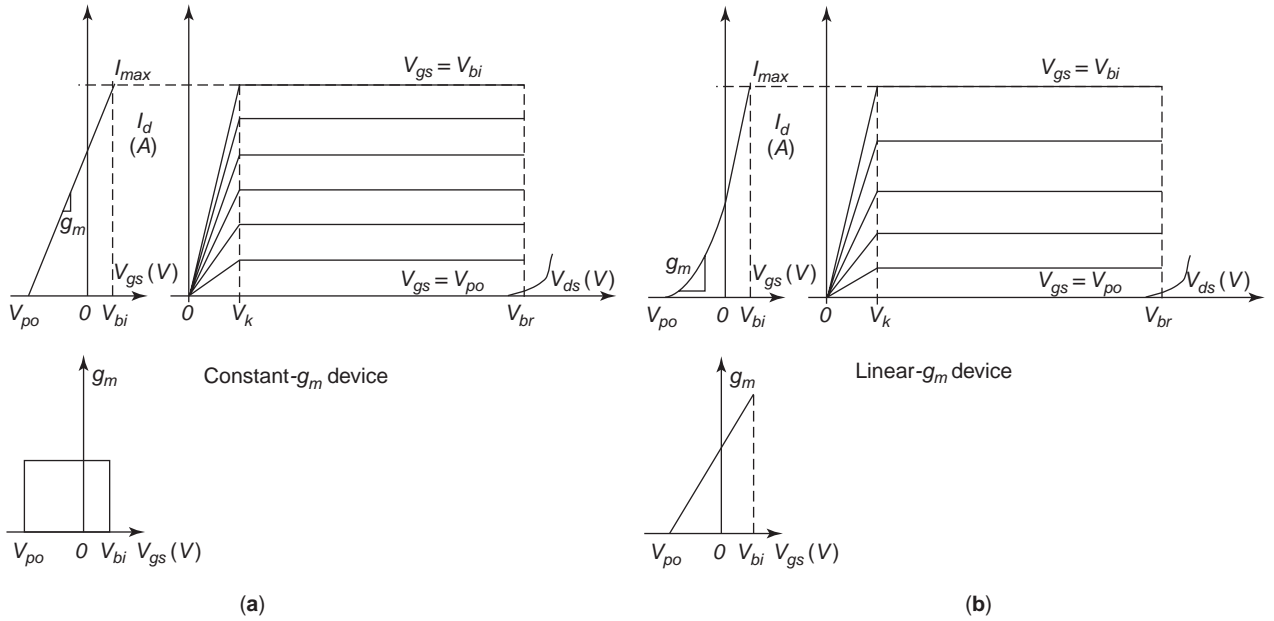 V_gs = V_bi
I_max
I_d
(A)
g_m
V_gs (V)
V_gs = V_po
V_ds (V)
V_po 0 V_bi 0 V_k V_br
g_m
Constant-g_m device
V_po 0 V_bi V_gs (V)
(a)
V_gs = V_bi
I_max
I_d
(A)
g_m
V_gs (V)
V_gs = V_po
V_ds (V)
V_po 0 V_bi 0 V_k V_br
g_m
Linear-g_m device
V_po 0 V_bi V_gs (V)
(b)